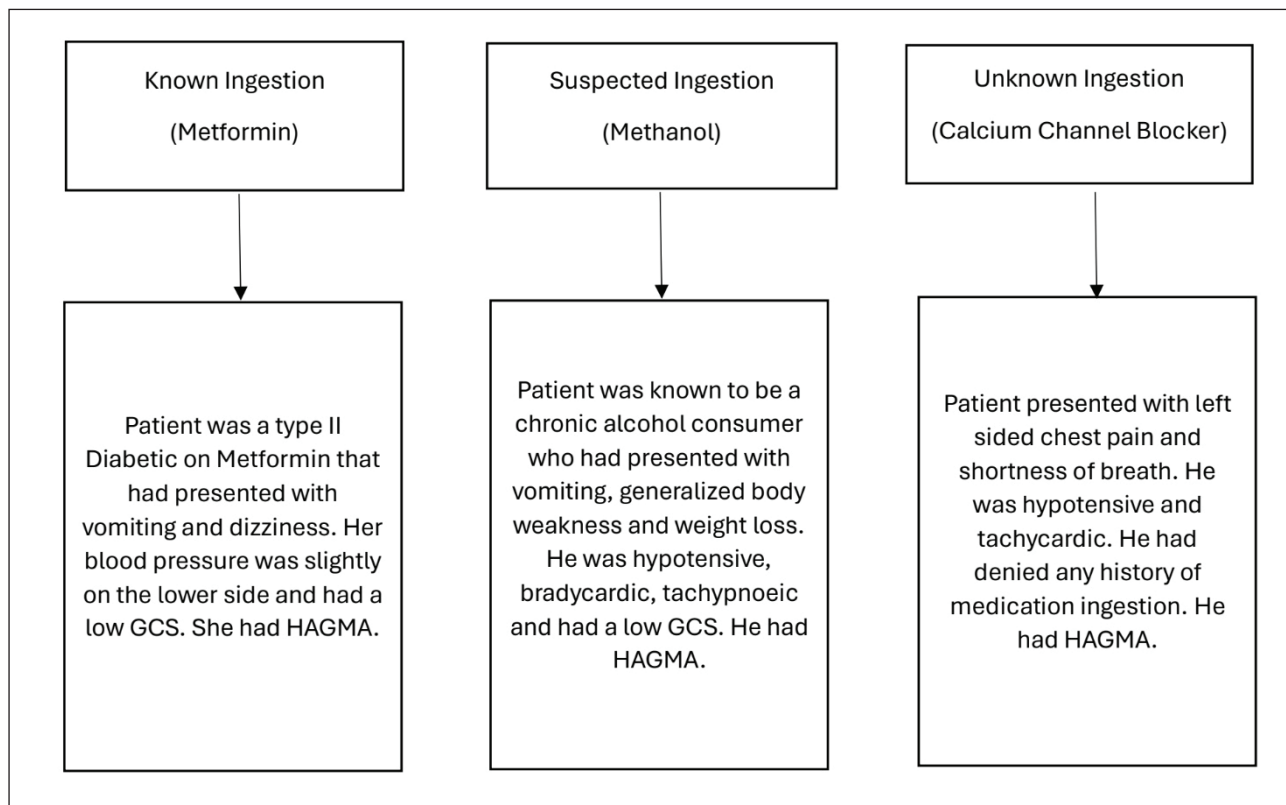 Known Ingestion
(Metformin)
Suspected Ingestion
(Methanol)
Unknown Ingestion
(Calcium Channel Blocker)
Patient was a type II
Diabetic on Metformin that
had presented with
vomiting and dizziness. Her
blood pressure was slightly
on the lower side and had a
low GCS. She had HAGMA.
Patient was known to be a
chronic alcohol consumer
who had presented with
vomiting, generalized body
weakness and weight loss.
He was hypotensive,
bradycardic, tachypnoeic
and had a low GCS. He had
HAGMA.
Patient presented with left
sided chest pain and
shortness of breath. He
was hypotensive and
tachycardic. He had
denied any history of
medication ingestion. He
had HAGMA.